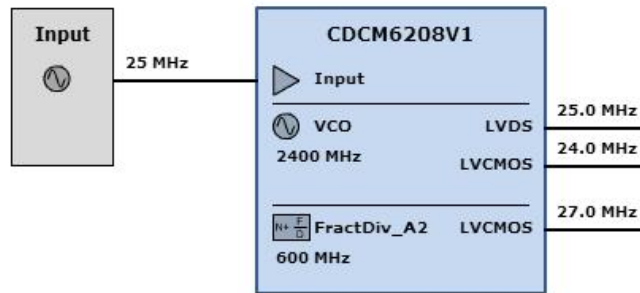 Input
25 MHz
CDCM6208V1
Input
VCO
2400 MHz
LVDS
25.0 MHz
LVCMOS
24.0 MHz
N+ F/D
FractDiv_A2
600 MHz
LVCMOS
27.0 MHz